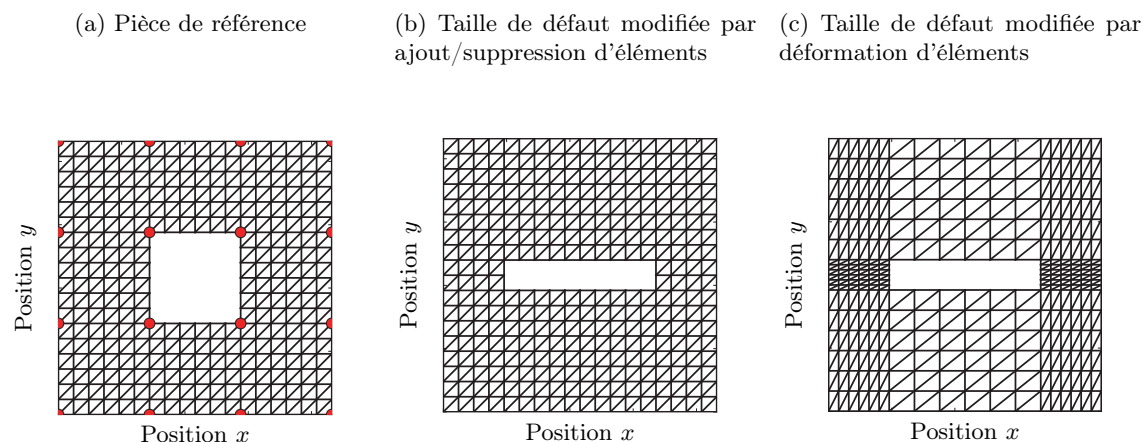 (a) Pièce de référence
(b) Taille de défaut modifiée par
ajout/suppression d'éléments
(c) Taille de défaut modifiée par
déformation d'éléments
Position y
Position x
Position y
Position x
Position y
Position x